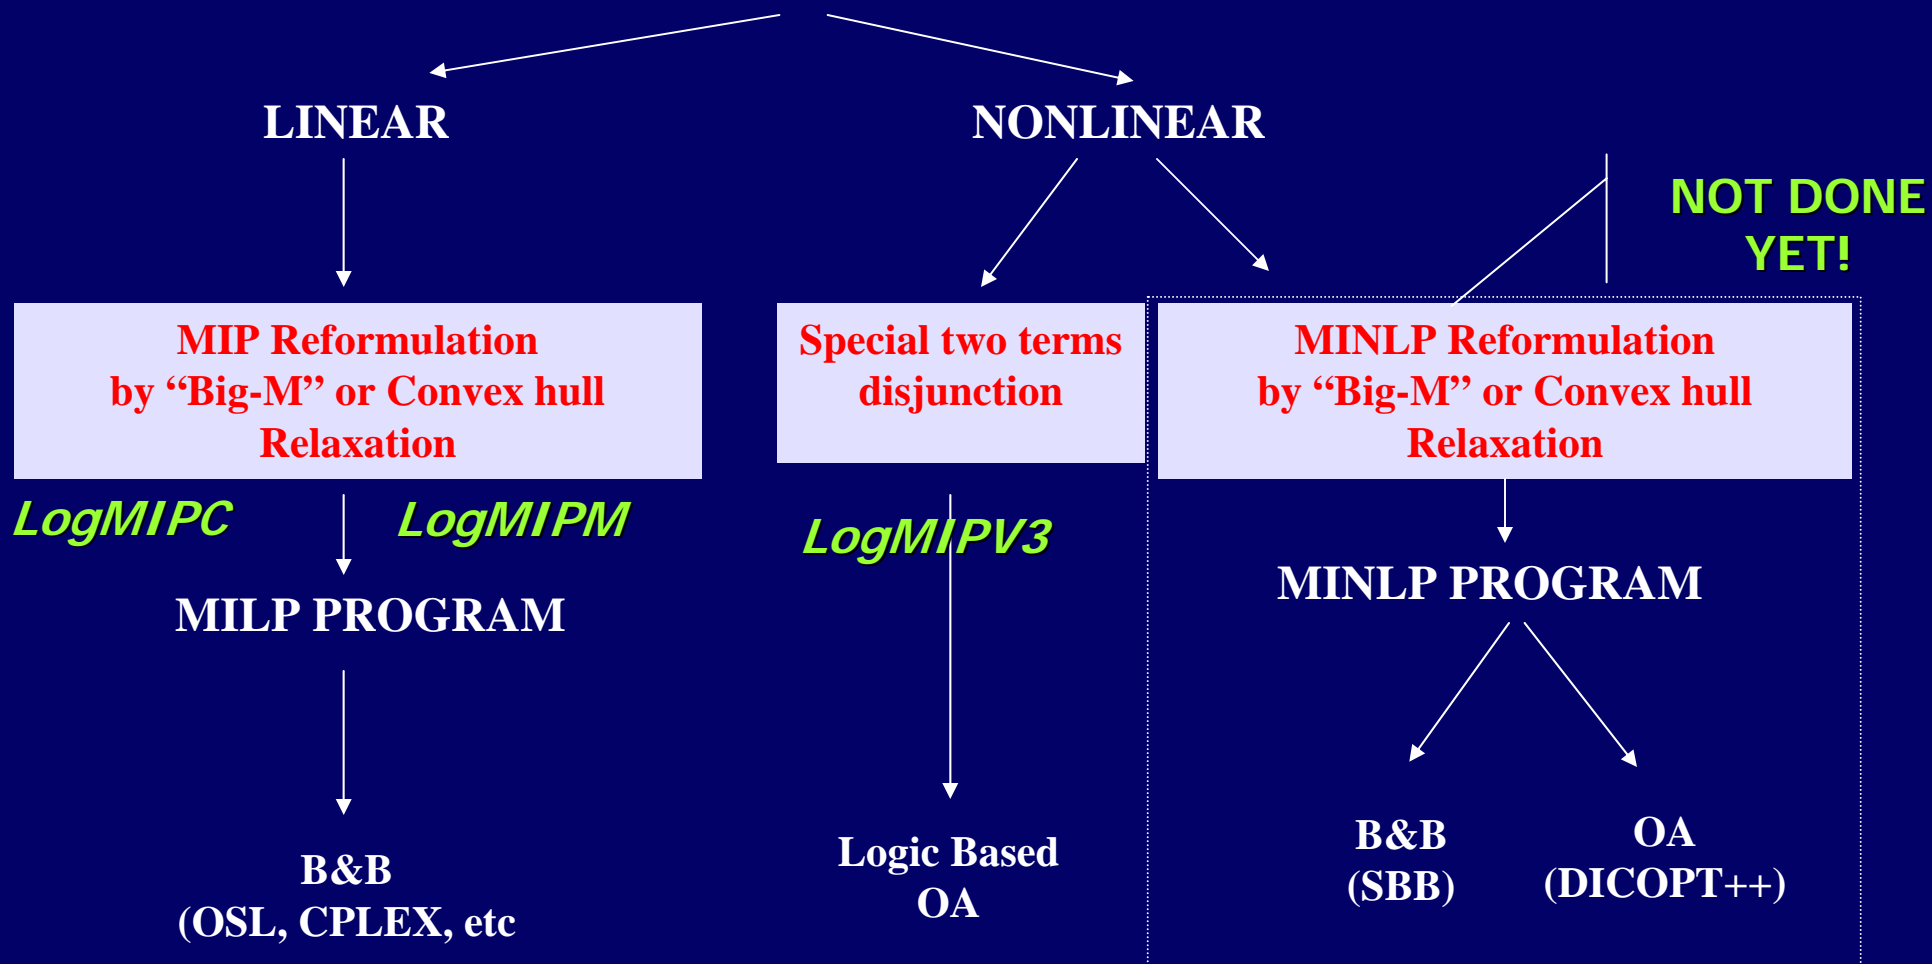 LINEAR
NONLINEAR
NOT DONE
YET!
MIP Reformulation
by “Big-M” or Convex hull
Relaxation
Special two terms
disjunction
MINLP Reformulation
by “Big-M” or Convex hull
Relaxation
LogMIPC
LogMIPM
LogMIPV3
MILP PROGRAM
MINLP PROGRAM
B&B
(OSL, CPLEX, etc
Logic Based
OA
B&B
(SBB)
OA
(DICOPT++)